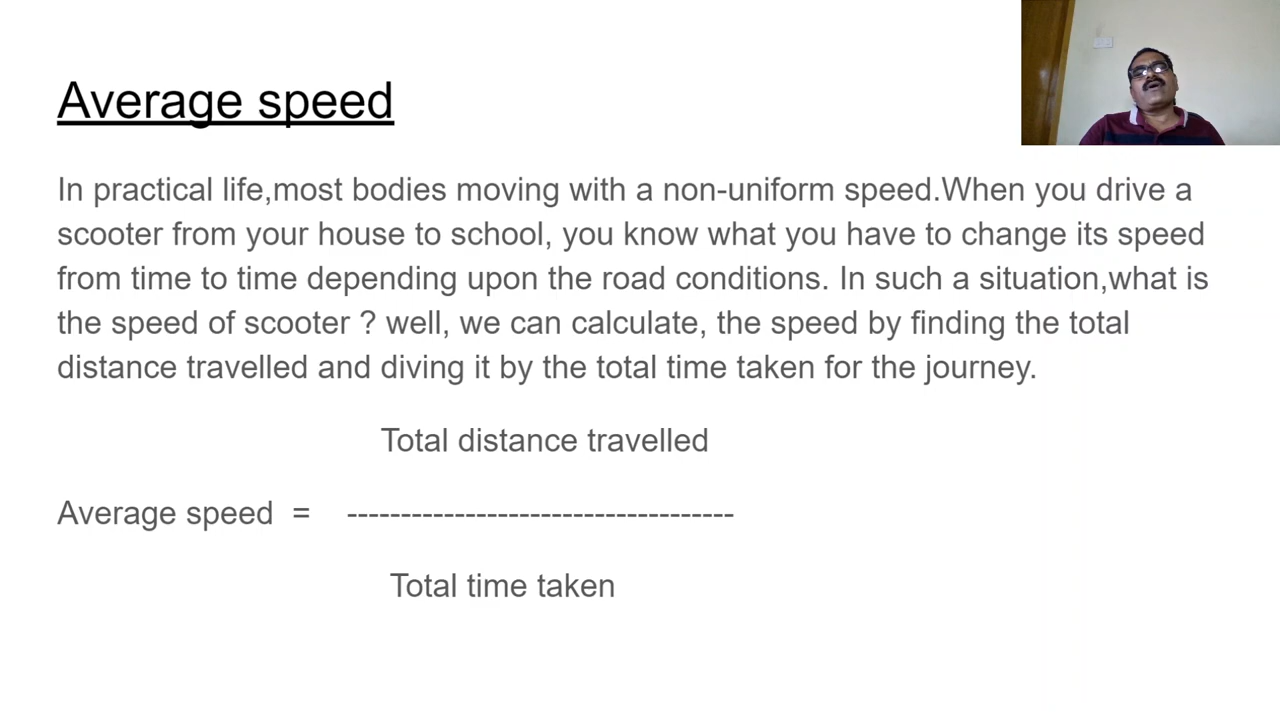 Average speed
In practical life,most bodies moving with a non-uniform speed.When you drive a
scooter from your house to school, you know what you have to change its speed
from time to time depending upon the road conditions. In such a situation,what is
the speed of scooter ? well, we can calculate, the speed by finding the total
distance travelled and diving it by the total time taken for the journey.
Total distance travelled
Average speed = ------------------------------------
Total time taken